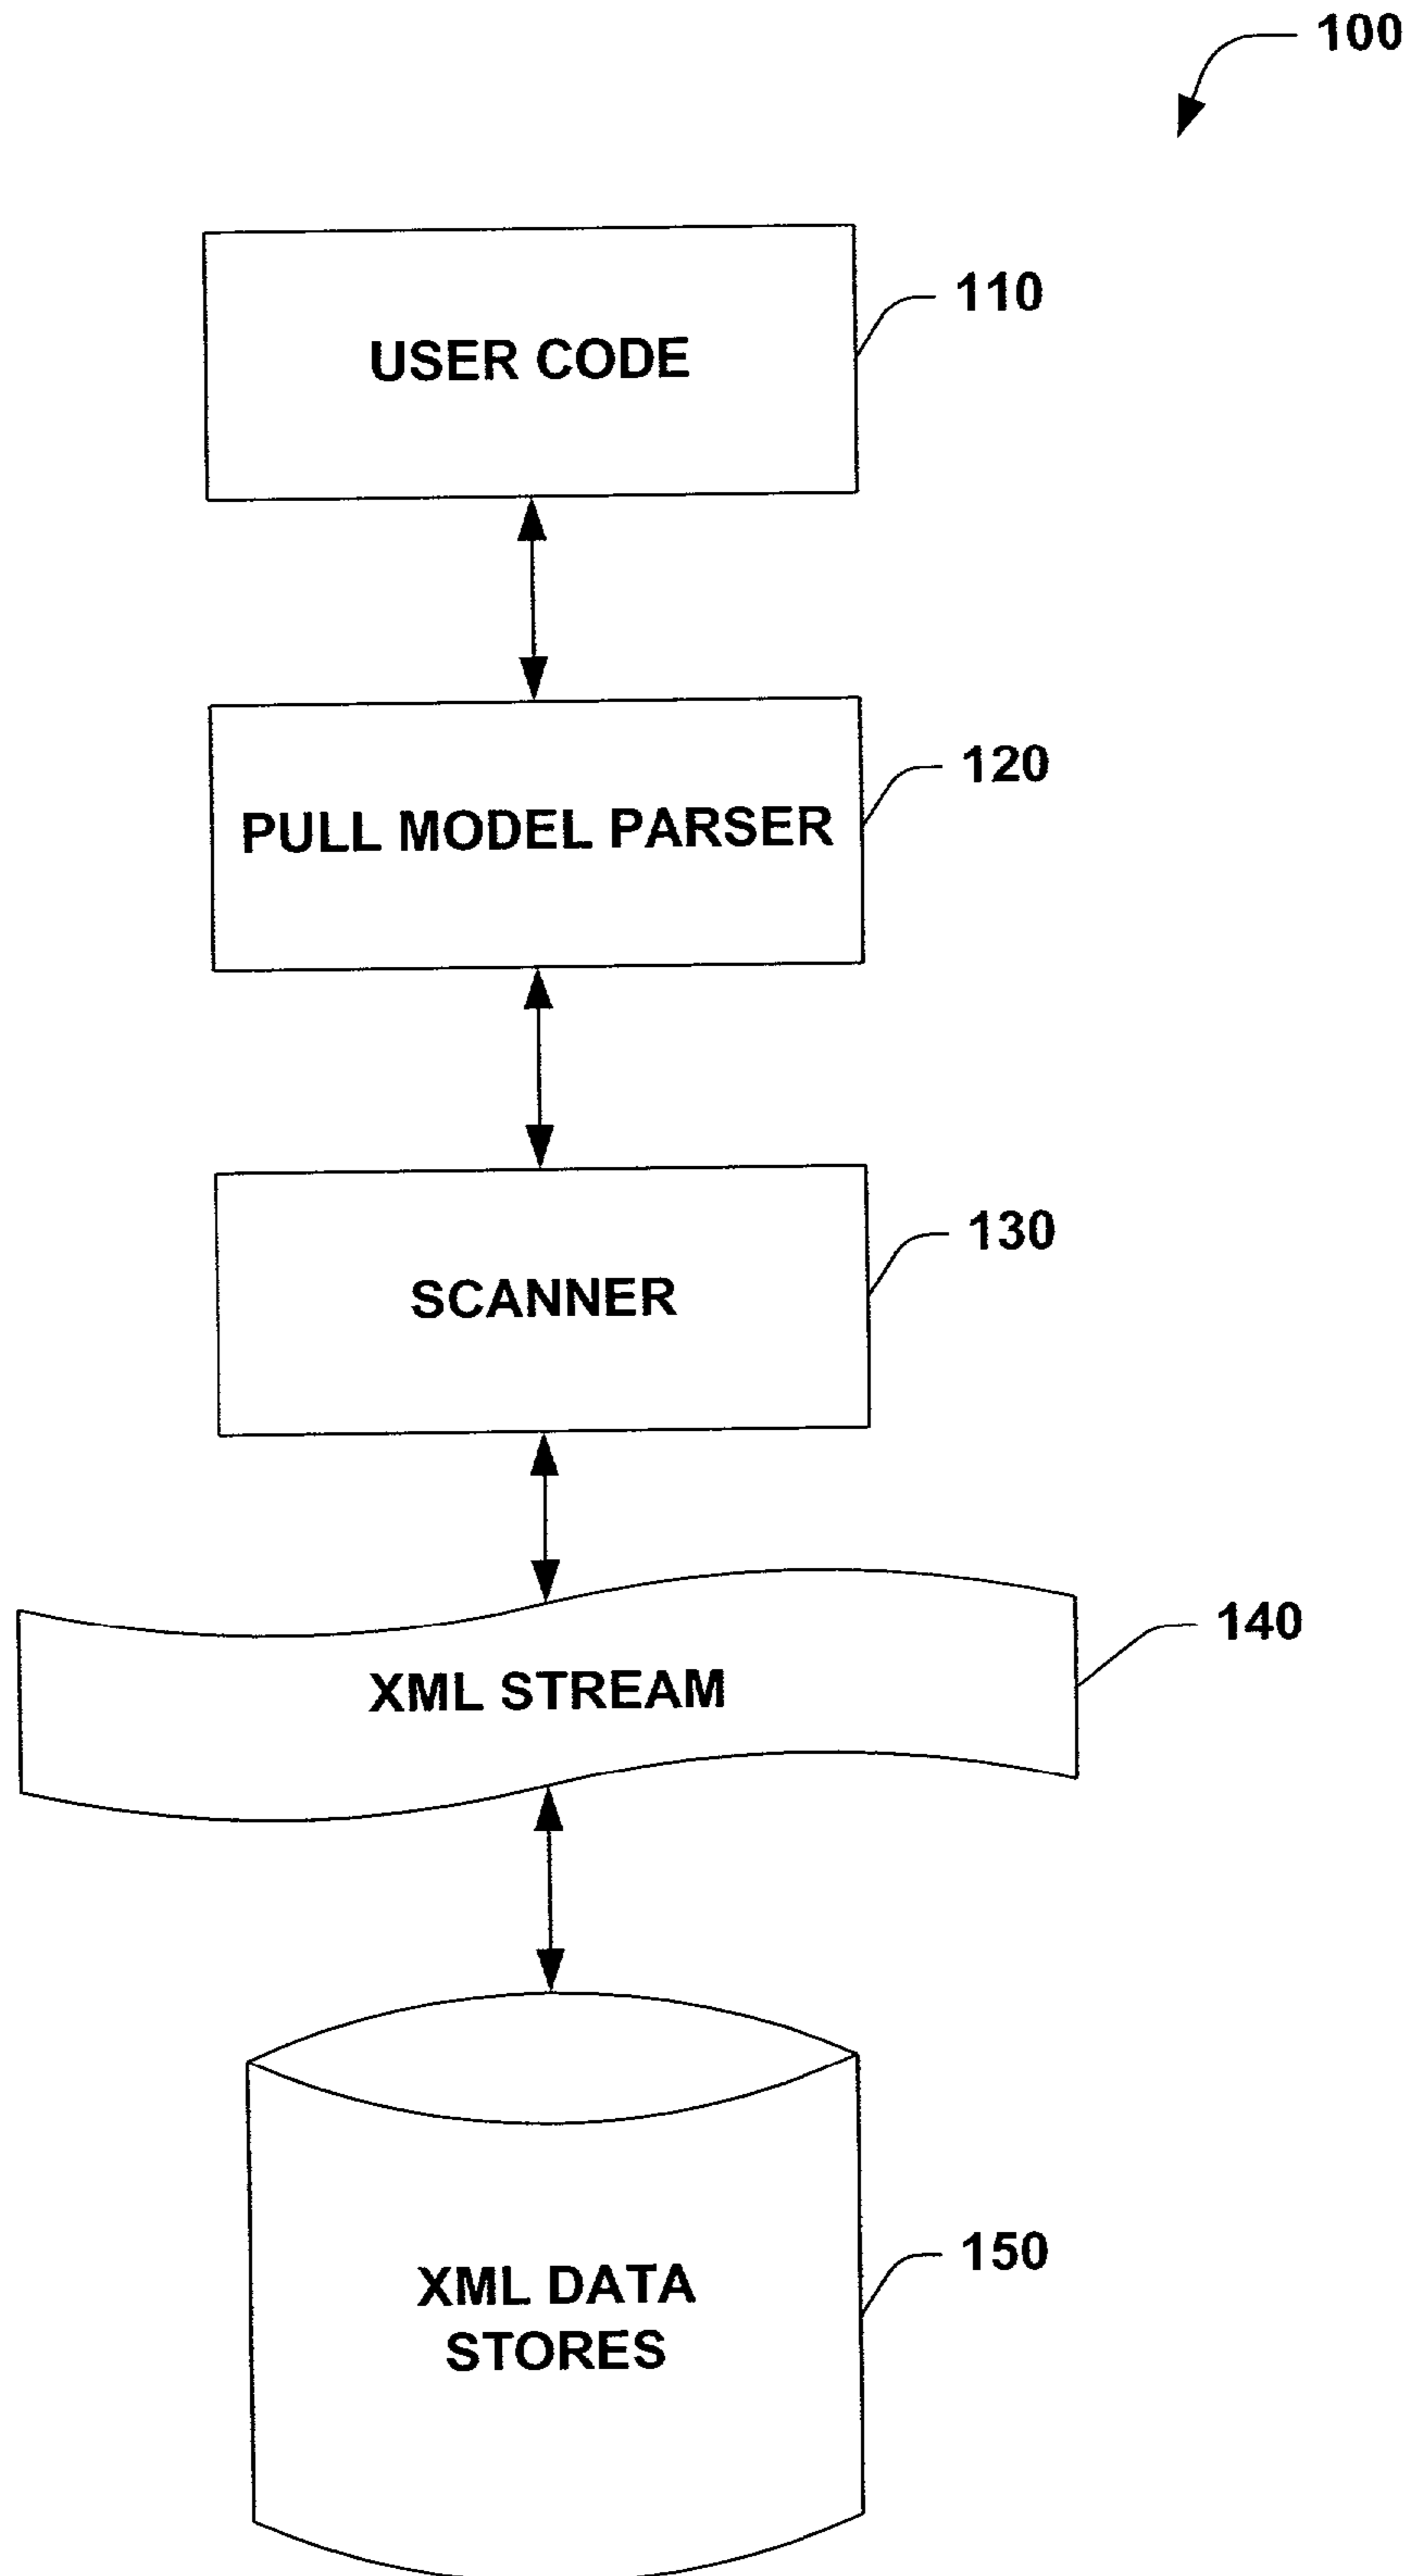 100
110
USER CODE
120
PULL MODEL PARSER
130
SCANNER
140
XML STREAM
150
XML DATA
STORES